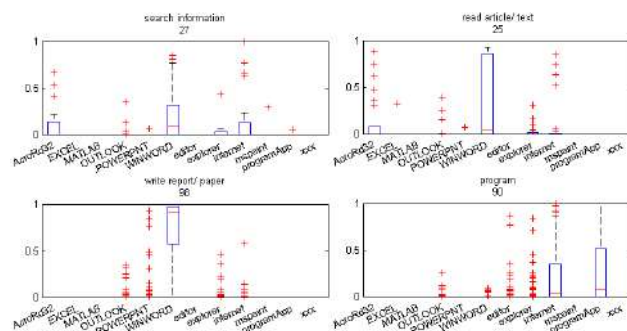 search information
27
1
0.5
0
AcroRd32 EXCEL MATLAB OUTLOOK POWERPNT WINWORD editor explorer internet mspaint programApp xxx
read article/ text
25
1
0.5
0
AcroRd32 EXCEL MATLAB OUTLOOK POWERPNT WINWORD editor explorer internet mspaint programApp xxx
write report/ paper
98
1
0.5
0
AcroRd32 EXCEL MATLAB OUTLOOK POWERPNT WINWORD editor explorer internet mspaint programApp xxx
program
90
1
0.5
0
AcroRd32 EXCEL MATLAB OUTLOOK POWERPNT WINWORD editor explorer internet mspaint programApp xxx